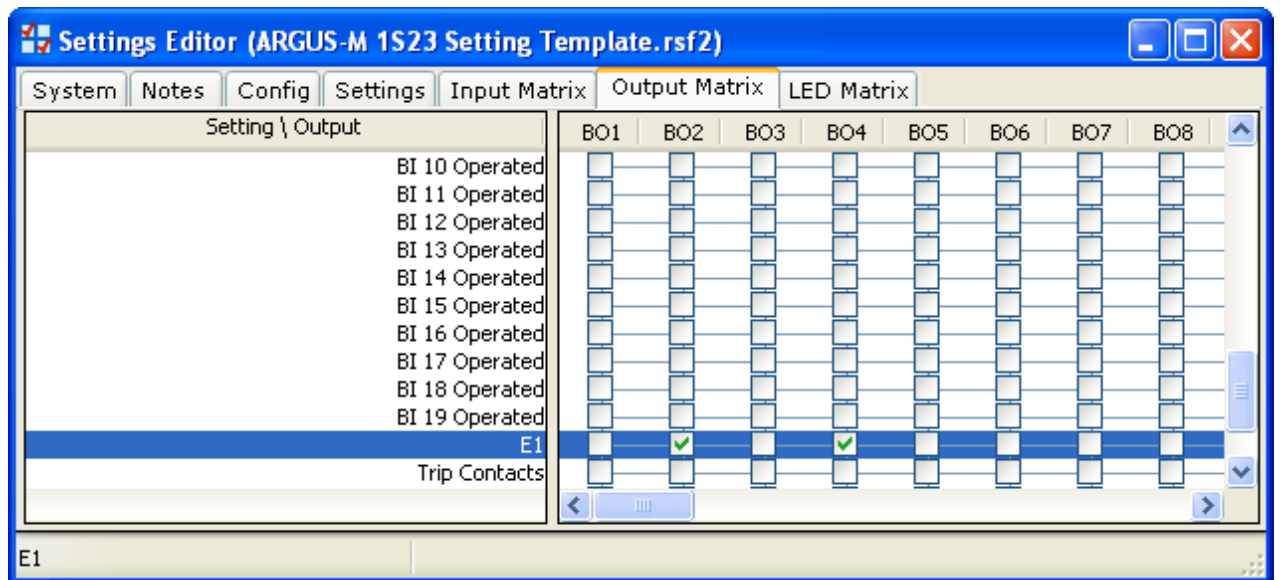 Settings Editor (ARGUS-M 1S23 Setting Template.rsf2)
System Notes Config Settings Input Matrix Output Matrix LED Matrix
Setting \ Output BO1 BO2 BO3 BO4 BO5 BO6 BO7 BO8
BI 10 Operated
BI 11 Operated
BI 12 Operated
BI 13 Operated
BI 14 Operated
BI 15 Operated
BI 16 Operated
BI 17 Operated
BI 18 Operated
BI 19 Operated
E1
Trip Contacts
E1